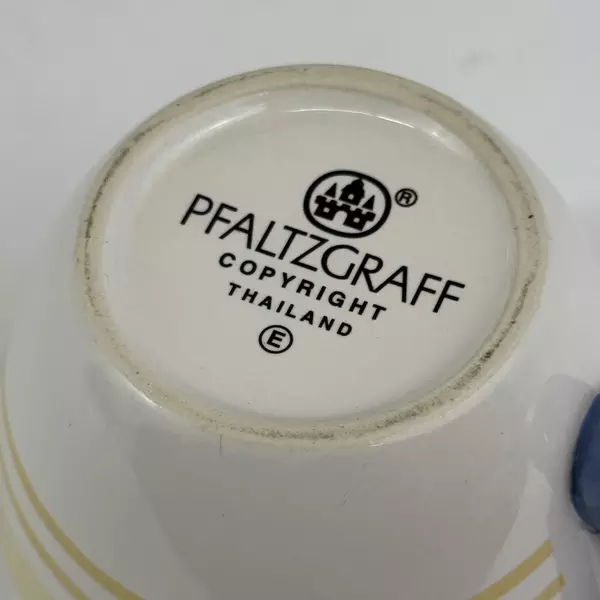 ®
PFALTZGRAFF
COPYRIGHT
THAILAND
Ⓔ